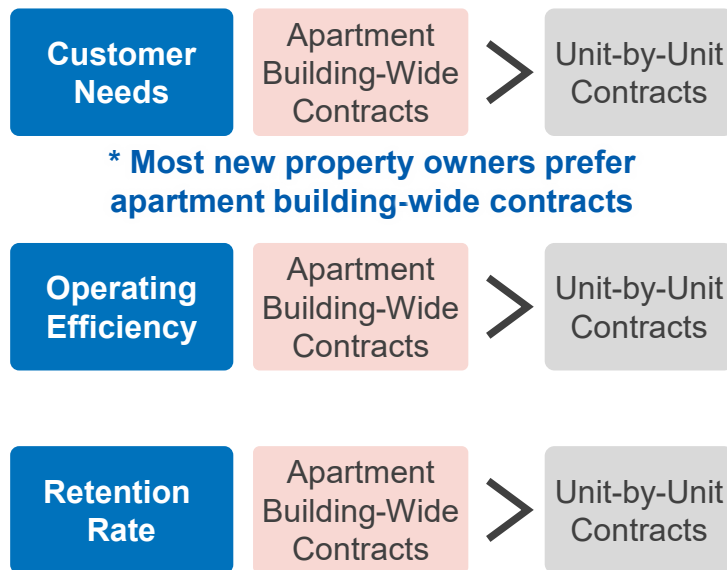 Customer
Needs
Apartment
Building-Wide
Contracts
>
Unit-by-Unit
Contracts
* Most new property owners prefer
apartment building-wide contracts
Operating
Efficiency
Apartment
Building-Wide
Contracts
>
Unit-by-Unit
Contracts
Retention
Rate
Apartment
Building-Wide
Contracts
>
Unit-by-Unit
Contracts